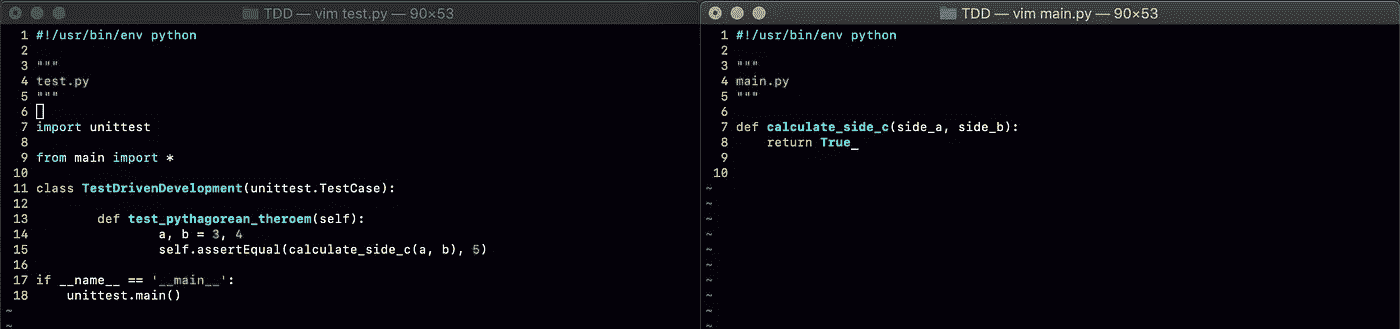 TDD — vim test.py — 90×53
1 #!/usr/bin/env python
2
3 """
4 test.py
5 """
6
7 import unittest
8
9 from main import *
10
11 class TestDrivenDevelopment(unittest.TestCase):
12
13         def test_pythagorean_theroem(self):
14                 a, b = 3, 4
15                 self.assertEqual(calculate_side_c(a, b), 5)
16
17 if __name__ == '__main__':
18     unittest.main()
~
~
TDD — vim main.py — 90×53
1 #!/usr/bin/env python
2
3 """
4 main.py
5 """
6
7 def calculate_side_c(side_a, side_b):
8     return True_
9
10
~
~
~
~
~
~
~
~
~
~